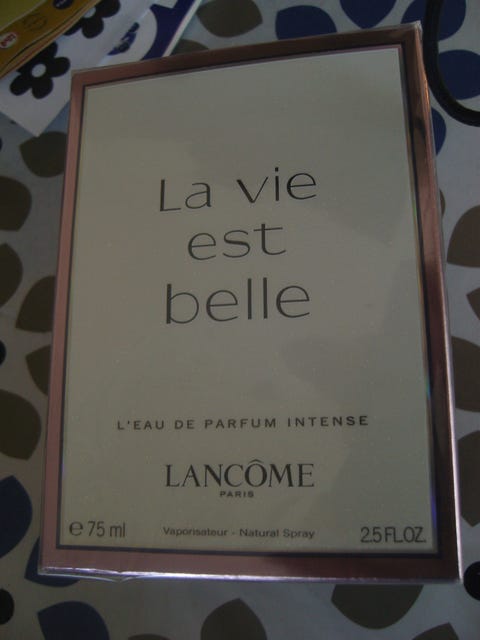 La vie
est
belle
L'EAU DE PARFUM INTENSE
LANCÔME
PARIS
℮ 75 ml Vaporisateur - Natural Spray 2.5 FL.OZ.